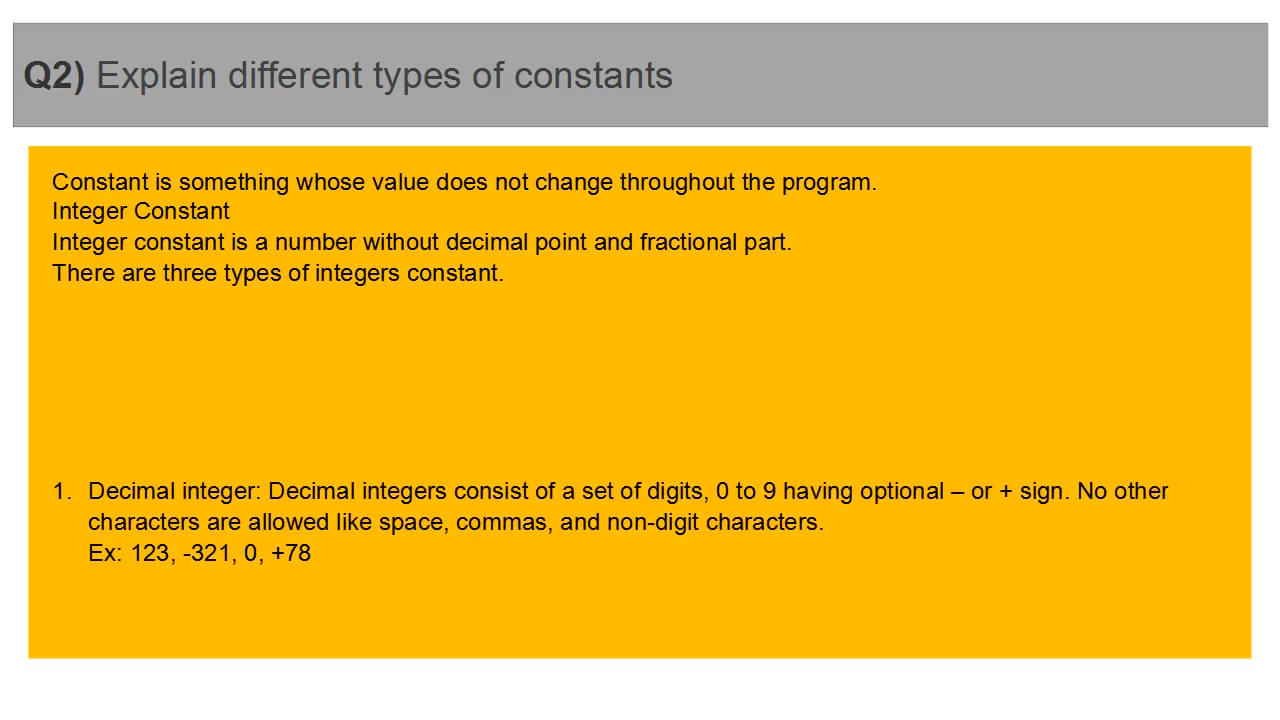 Q2) Explain different types of constants
Constant is something whose value does not change throughout the program.
Integer Constant
Integer constant is a number without decimal point and fractional part.
There are three types of integers constant.
1. Decimal integer: Decimal integers consist of a set of digits, 0 to 9 having optional – or + sign. No other
characters are allowed like space, commas, and non-digit characters.
Ex: 123, -321, 0, +78